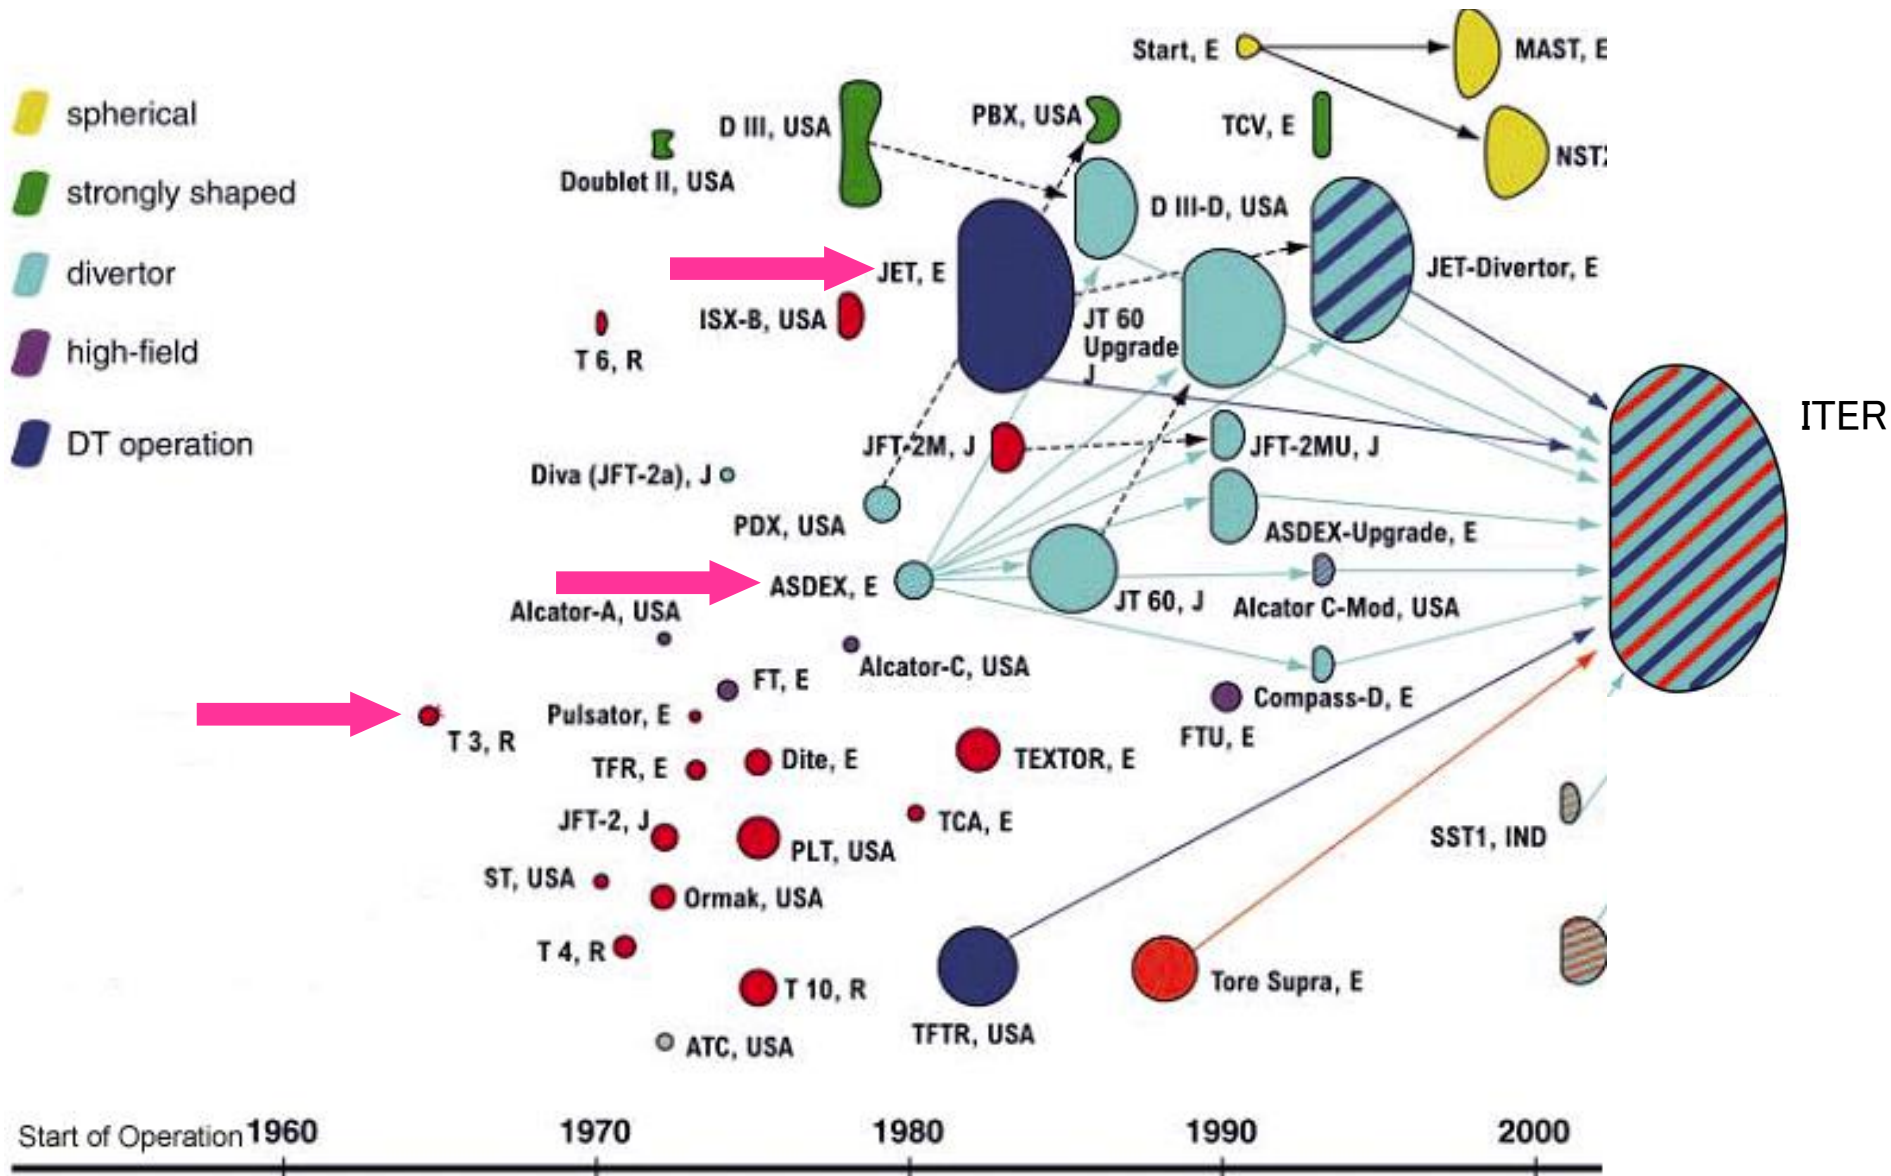 Start, E
MAST, E
spherical
PBX, USA
D III, USA
TCV, E
NST
Doublet II, USA
strongly shaped
D III-D, USA
divertor
JET, E
JET-Divertor, E
ISX-B, USA
JT 60
Upgrade
J
high-field
T 6, R
ITER
DT operation
JFT-2M, J
JFT-2MU, J
Diva (JFT-2a), J
PDX, USA
ASDEX-Upgrade, E
ASDEX, E
JT 60, J
Alcator C-Mod, USA
Alcator-A, USA
Alcator-C, USA
FT, E
Compass-D, E
Pulsator, E
T 3, R
FTU, E
TFR, E
Dite, E
TEXTOR, E
JFT-2, J
TCA, E
SST1, IND
PLT, USA
ST, USA
Ormak, USA
T 4, R
T 10, R
Tore Supra, E
TFTR, USA
ATC, USA
Start of Operation 1960 1970 1980 1990 2000